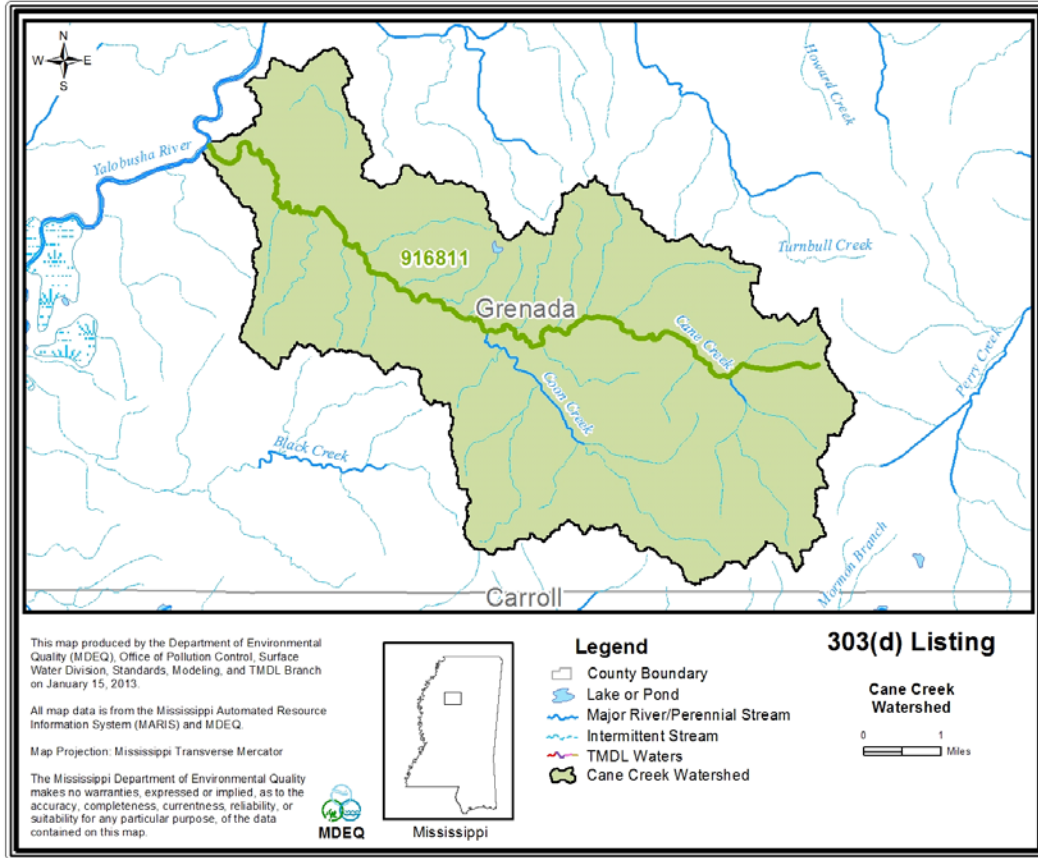 N
W E
S
Howard Creek
Yalobusha River
Turnbull Creek
916811
Grenada
Cane Creek
Perry Creek
Coon Creek
Black Creek
Mormon Branch
Carroll
This map produced by the Department of Environmental
Quality (MDEQ), Office of Pollution Control, Surface
Water Division, Standards, Modeling, and TMDL Branch
on January 15, 2013.
All map data is from the Mississippi Automated Resource
Information System (MARIS) and MDEQ.
Map Projection: Mississippi Transverse Mercator
The Mississippi Department of Environmental Quality
makes no warranties, expressed or implied, as to the
accuracy, completeness, currentness, reliability, or
suitability for any particular purpose, of the data
contained on this map.
MDEQ
Mississippi
Legend
County Boundary
Lake or Pond
Major River/Perennial Stream
Intermittent Stream
TMDL Waters
Cane Creek Watershed
303(d) Listing
Cane Creek
Watershed
0 1
Miles